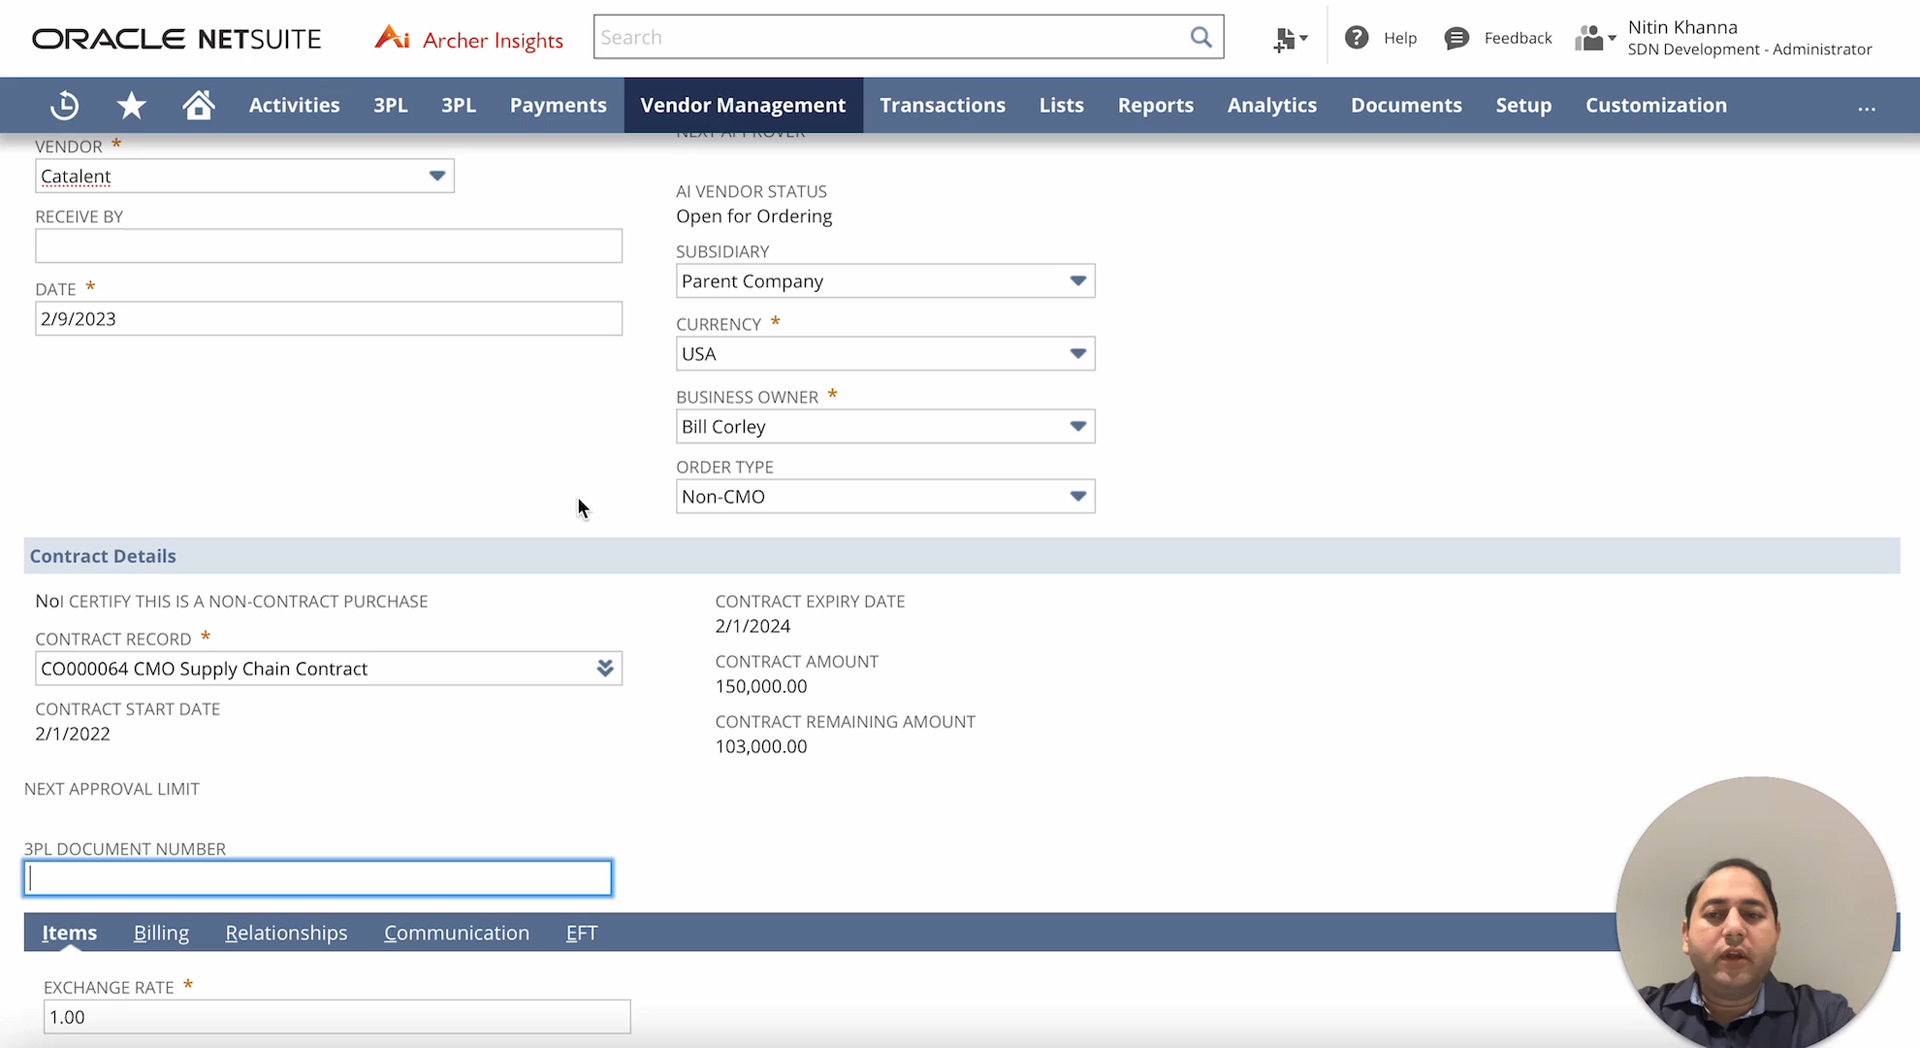 ORACLE NETSUITE
Ai Archer Insights
Search
Help
Feedback
Nitin Khanna
SDN Development - Administrator
Activities
3PL
3PL
Payments
Vendor Management
Transactions
Lists
Reports
Analytics
Documents
Setup
Customization
...
NEXT APPROVER
VENDOR *
Catalent
RECEIVE BY
DATE *
2/9/2023
AI VENDOR STATUS
Open for Ordering
SUBSIDIARY
Parent Company
CURRENCY *
USA
BUSINESS OWNER *
Bill Corley
ORDER TYPE
Non-CMO
Contract Details
NoI CERTIFY THIS IS A NON-CONTRACT PURCHASE
CONTRACT RECORD *
CO000064 CMO Supply Chain Contract
CONTRACT START DATE
2/1/2022
CONTRACT EXPIRY DATE
2/1/2024
CONTRACT AMOUNT
150,000.00
CONTRACT REMAINING AMOUNT
103,000.00
NEXT APPROVAL LIMIT
3PL DOCUMENT NUMBER
Items
Billing
Relationships
Communication
EFT
EXCHANGE RATE *
1.00